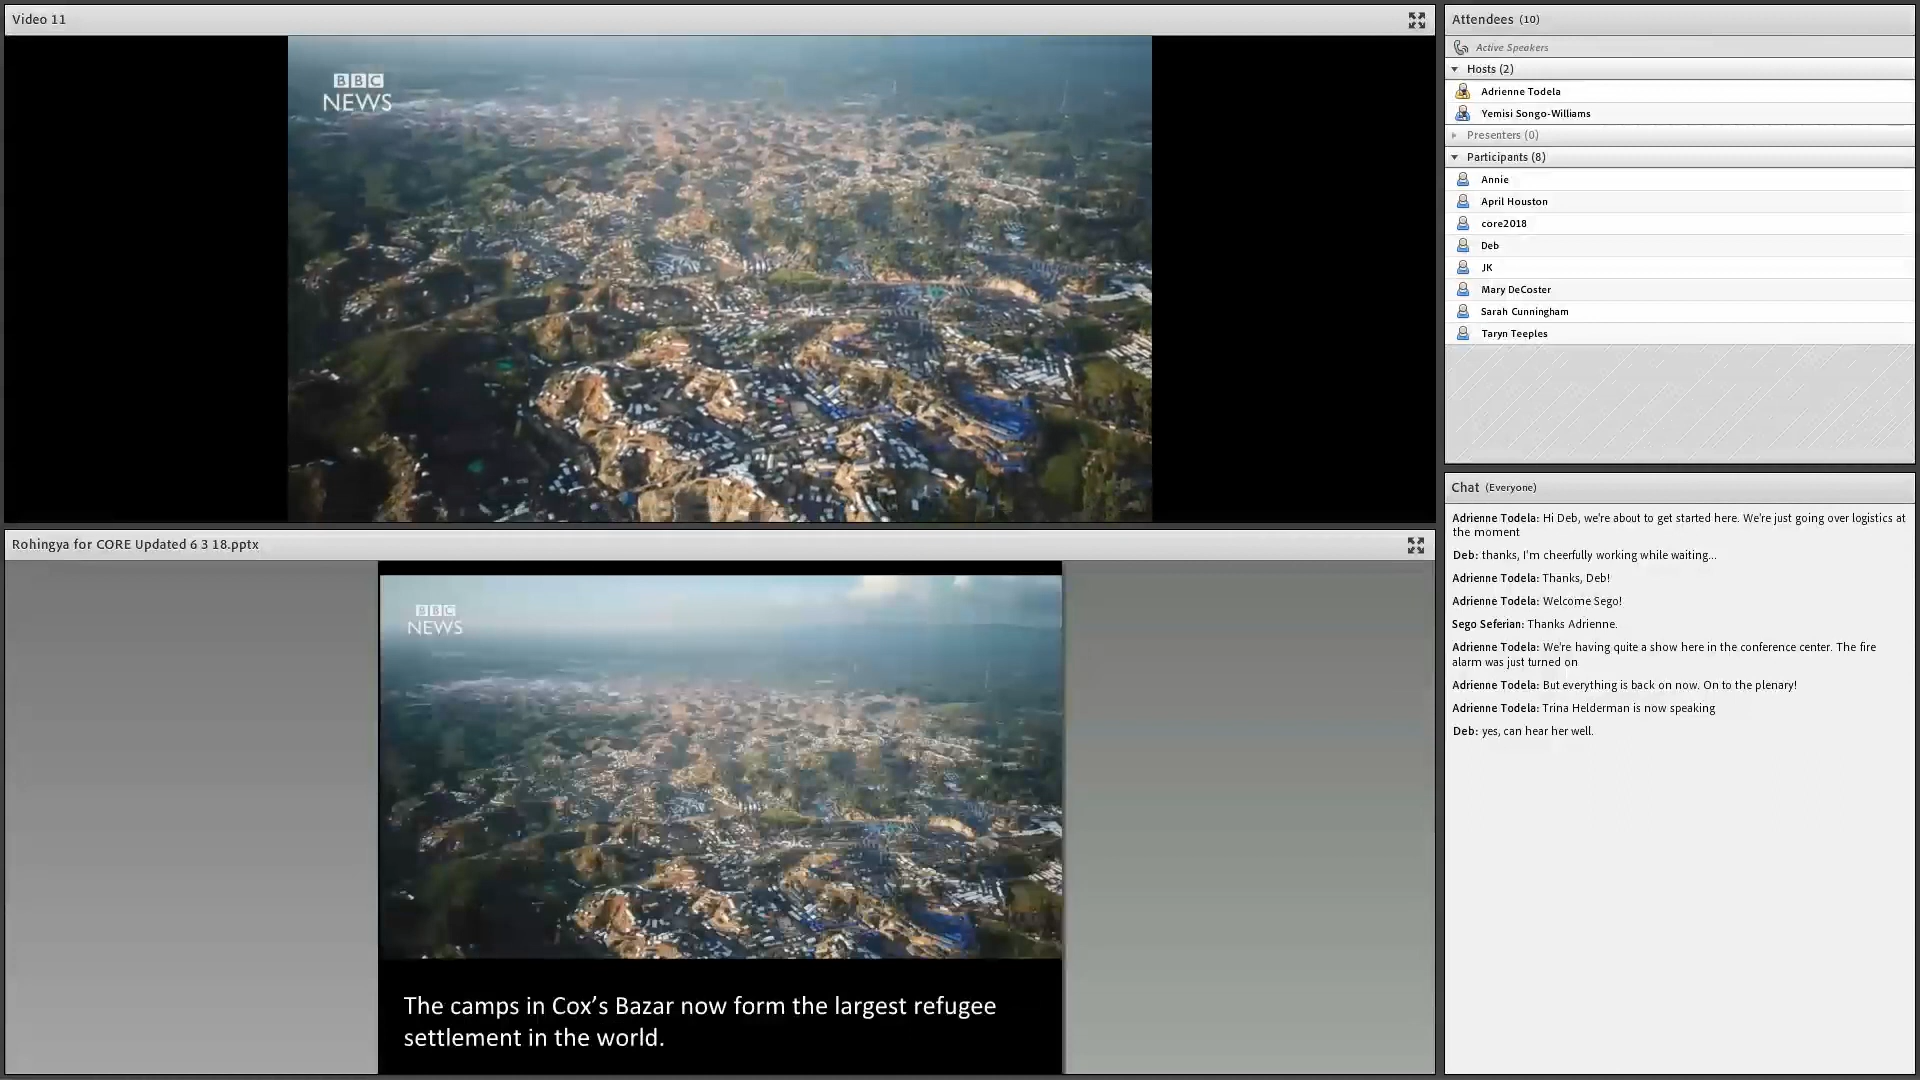 Video 11
BBC
NEWS
Rohingya for CORE Updated 6 3 18.pptx
BBC
NEWS
The camps in Cox’s Bazar now form the largest refugee
settlement in the world.
Attendees (10)
Active Speakers
Hosts (2)
Adrienne Todela
Yemisi Songo-Williams
Presenters (0)
Participants (8)
Annie
April Houston
core2018
Deb
JK
Mary DeCoster
Sarah Cunningham
Taryn Teeples
Chat (Everyone)
Adrienne Todela: Hi Deb, we're about to get started here. We're just going over logistics at
the moment
Deb: thanks, I'm cheerfully working while waiting...
Adrienne Todela: Thanks, Deb!
Adrienne Todela: Welcome Sego!
Sego Seferian: Thanks Adrienne.
Adrienne Todela: We're having quite a show here in the conference center. The fire
alarm was just turned on
Adrienne Todela: But everything is back on now. On to the plenary!
Adrienne Todela: Trina Helderman is now speaking
Deb: yes, can hear her well.